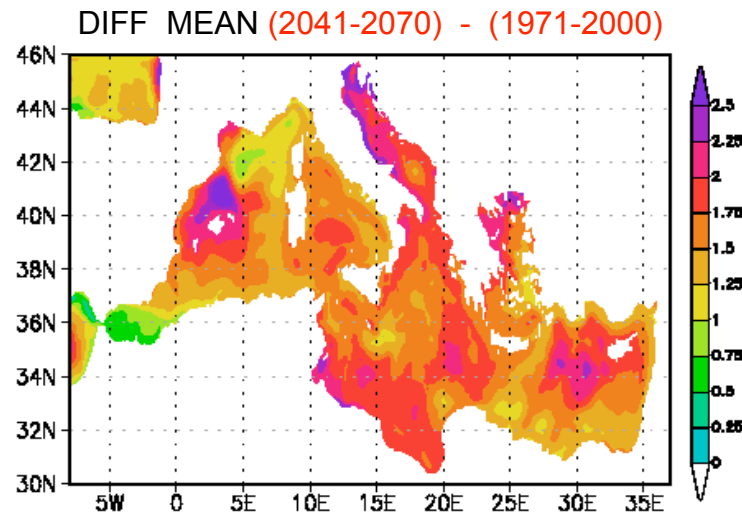 DIFF MEAN (2041-2070) - (1971-2000)
46N
44N
42N
40N
38N
36N
34N
32N
30N
5W 0 5E 10E 15E 20E 25E 30E 35E
2.5
2.25
2
1.70
1.5
1.25
1
0.75
0.5
0.25
0